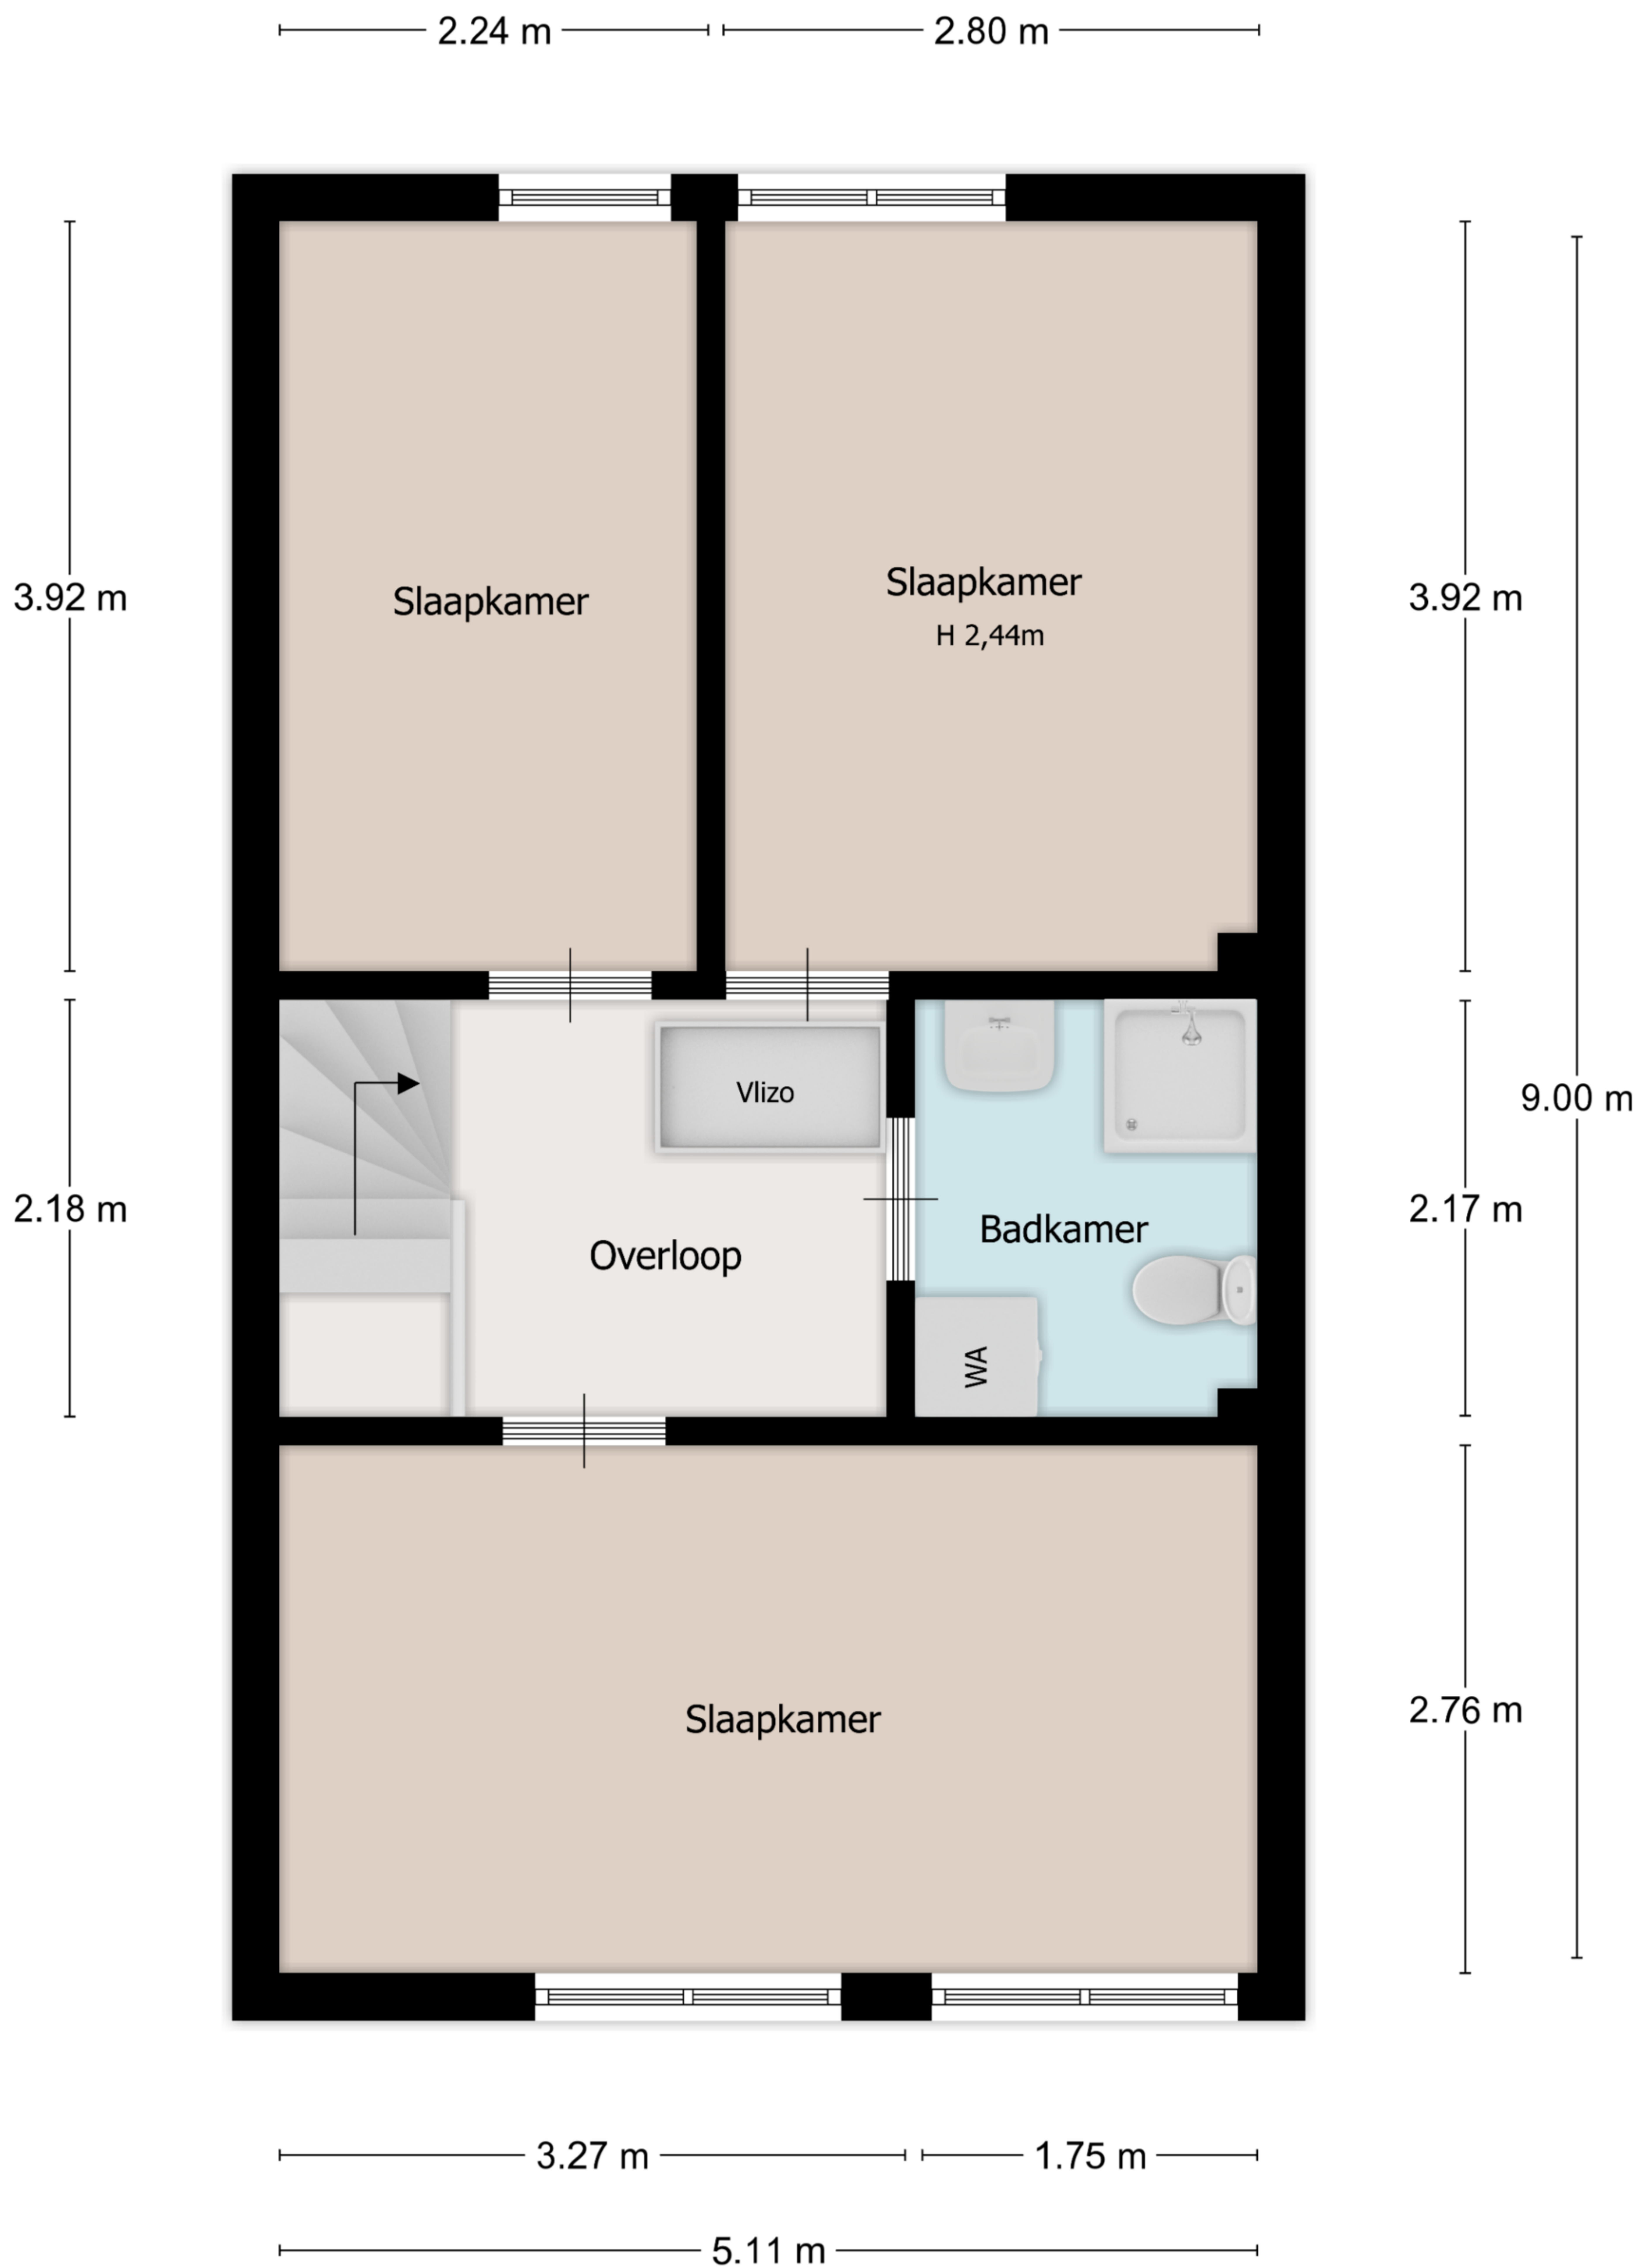 2.24 m
2.80 m
3.92 m
Slaapkamer
Slaapkamer
H 2,44m
3.92 m
9.00 m
Vlizo
2.18 m
Overloop
Badkamer
2.17 m
WA
Slaapkamer
2.76 m
3.27 m
1.75 m
5.11 m